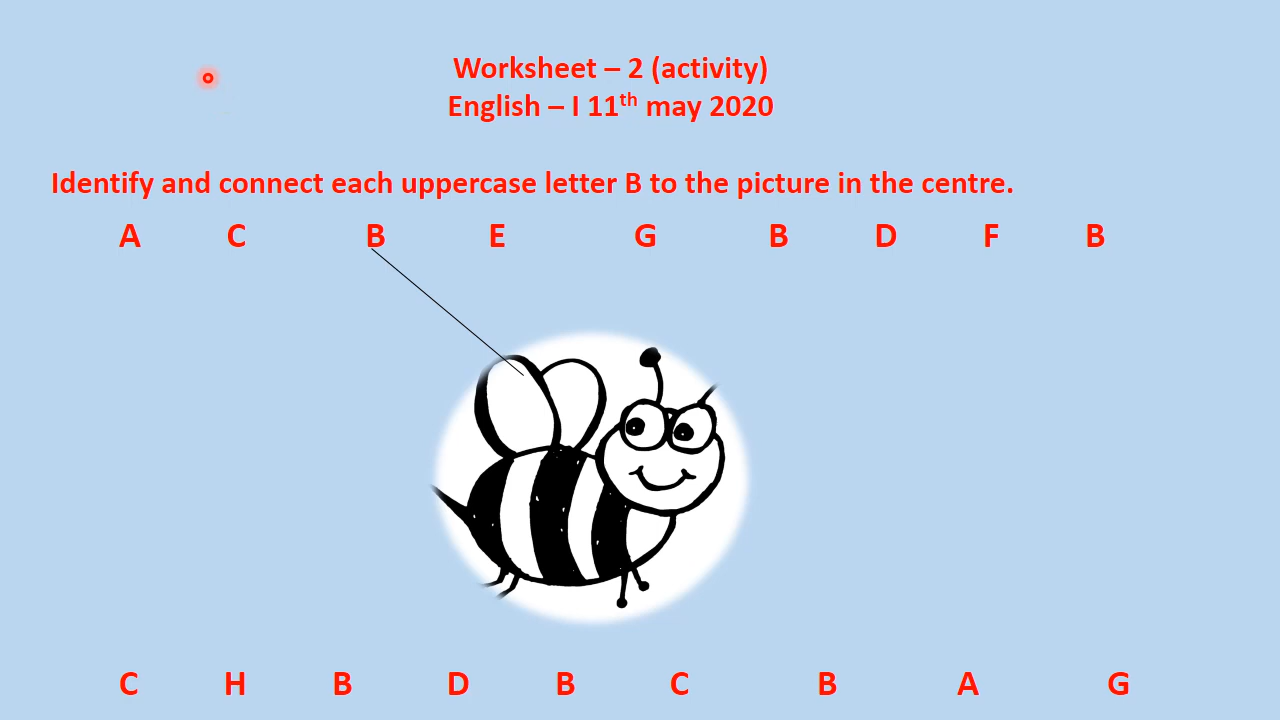 Worksheet – 2 (activity)
English – I 11th may 2020
Identify and connect each uppercase letter B to the picture in the centre.
A C B E G B D F B
C H B D B C B A G